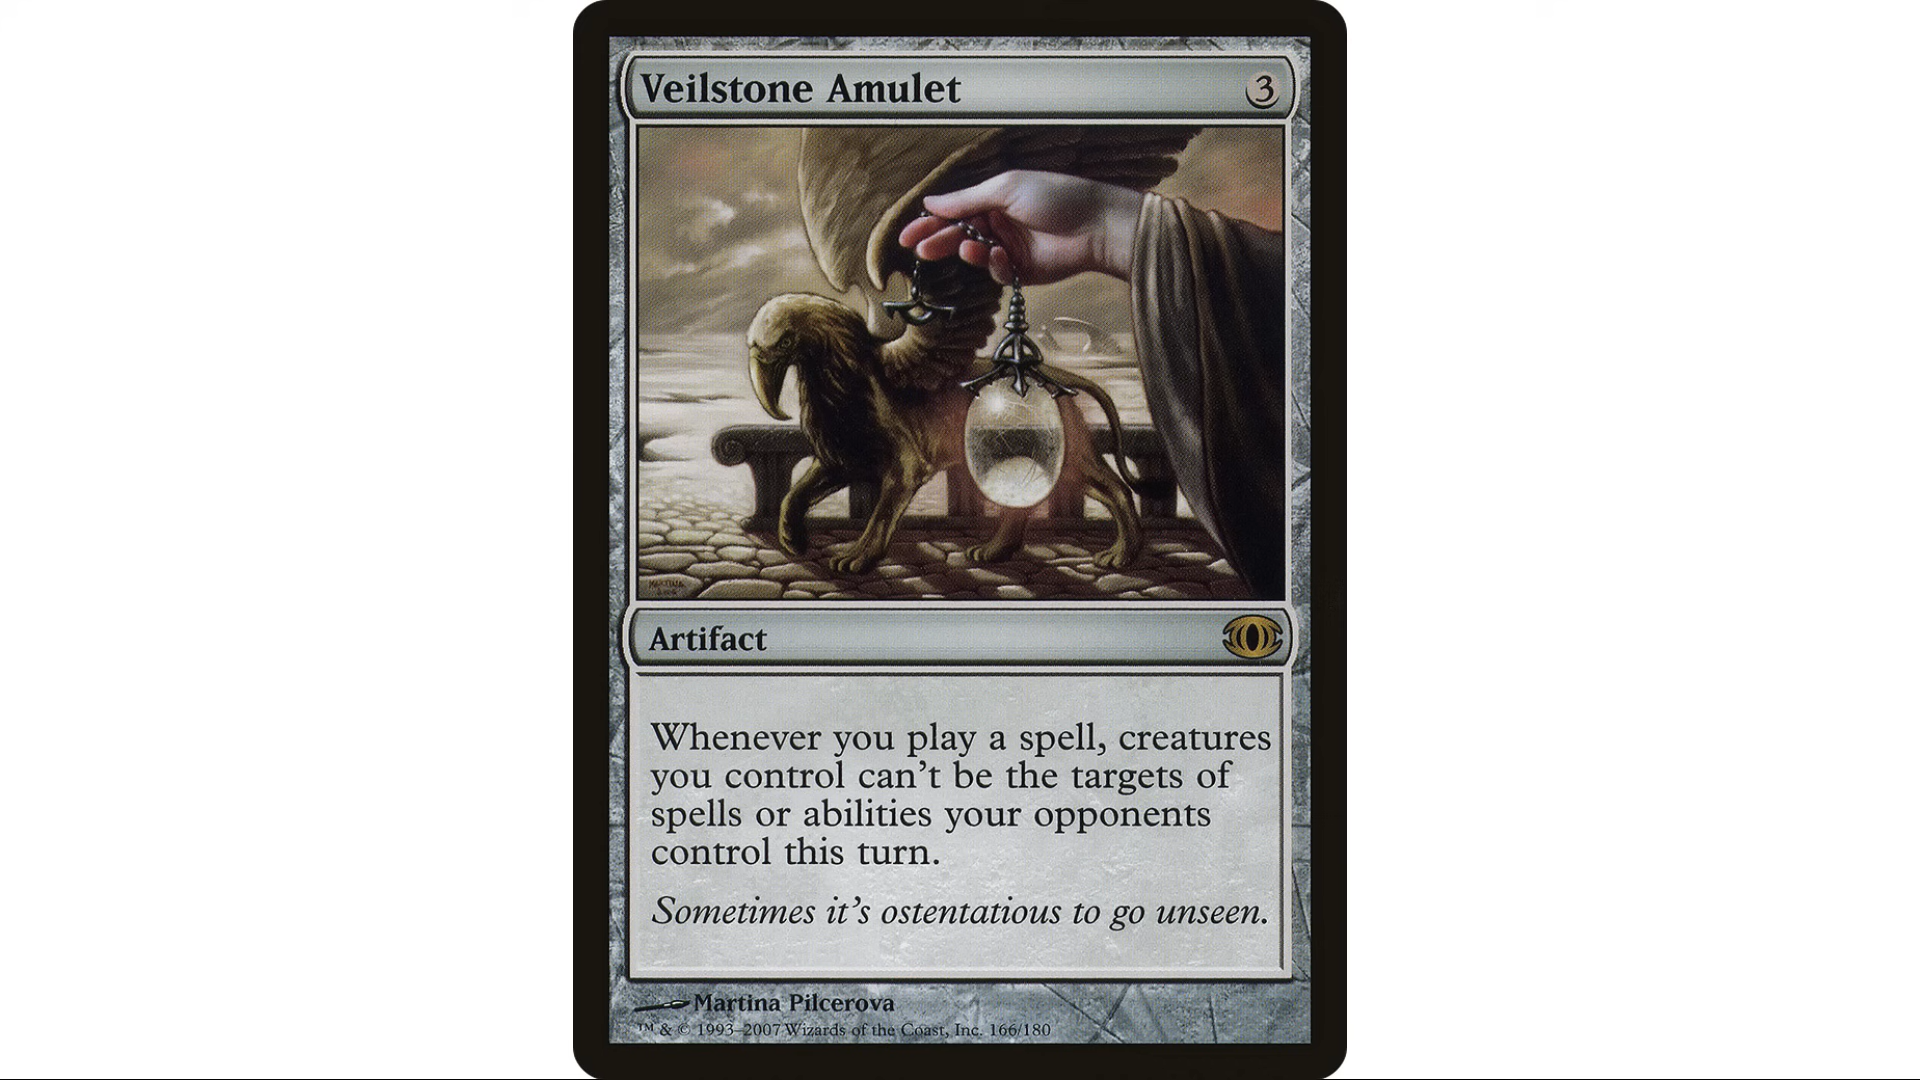 Veilstone Amulet
3
MARTINA
Artifact
Whenever you play a spell, creatures
you control can't be the targets of
spells or abilities your opponents
control this turn.
Sometimes it's ostentatious to go unseen.
Martina Pilcerova
™ & © 1993–2007 Wizards of the Coast, Inc. 166/180